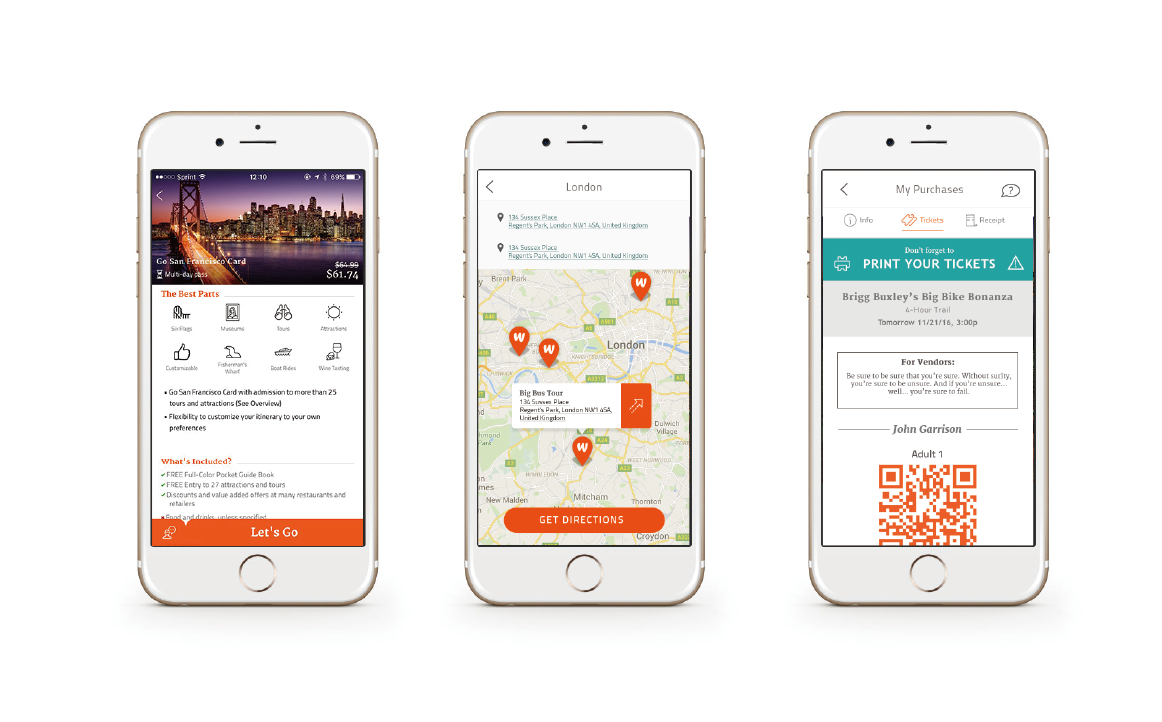 Sprint
12:10
69%
Go San Francisco Card
Multi-day pass
$64.99
$61.74
The Best Parts
Six Flags
Museums
Tours
Attractions
Customizable
Fisherman's
Wharf
Boat Rides
Wine Tasting
• Go San Francisco Card with admission to more than 25
tours and attractions (See Overview)
• Flexibility to customize your itinerary to your own
preferences
What's Included?
FREE Full-Color Pocket Guide Book
FREE Entry to 27 attractions and tours
Discounts and value added offers at many restaurants and
retailers
Food and drinks, unless specified
Let's Go
London
134 Sussex Place
Regent's Park, London NW1 4SA, United Kingdom
134 Sussex Place
Regent's Park, London NW1 4SA, United Kingdom
Brent Park
London
KNIGHTSBRIDGE
Big Bus Tour
134 Sussex Place
Regent's Park, London NW1 4SA,
United Kingdom
Dulwich
Village
WEST NORWOOD
WIMBLEDON
New Malden
Mitcham
Thornton
GET DIRECTIONS
Croydon
My Purchases
?
Info
Tickets
Receipt
Don't forget to
PRINT YOUR TICKETS
Brigg Buxley's Big Bike Bonanza
4-Hour Trail
Tomorrow 11/21/16, 3:00p
For Vendors:
Be sure to be sure that you're sure. Without surity,
you're sure to be unsure. And if you're unsure...
well... you're sure to fail.
John Garrison
Adult 1